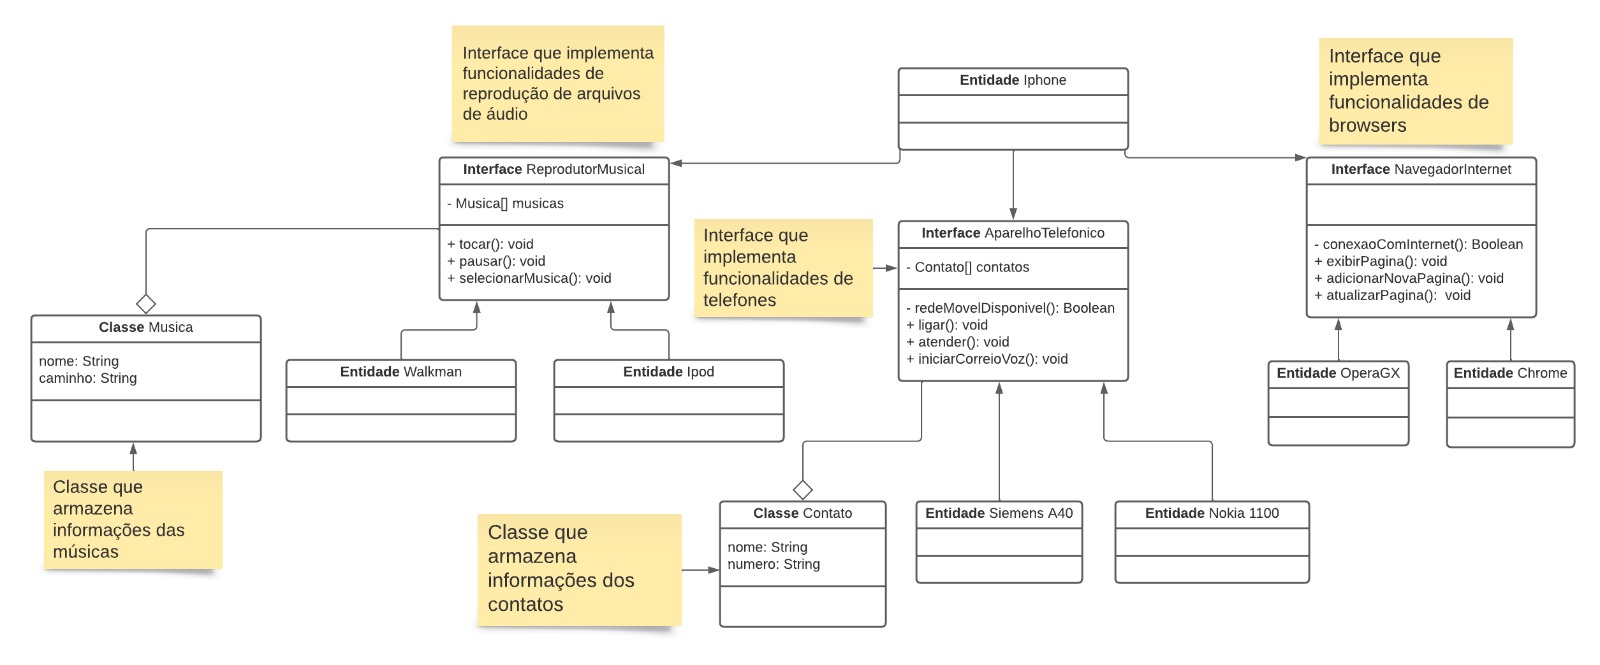 Interface que implementa
funcionalidades de
reprodução de arquivos
de áudio
Entidade Iphone
Interface que
implementa
funcionalidades de
browsers
Interface ReprodutorMusical
- Musica[] musicas
+ tocar(): void
+ pausar(): void
+ selecionarMusica(): void
Interface que
implementa
funcionalidades de
telefones
Interface AparelhoTelefonico
- Contato[] contatos
- redeMovelDisponivel(): Boolean
+ ligar(): void
+ atender(): void
+ iniciarCorreioVoz(): void
Interface NavegadorInternet
- conexaoComInternet(): Boolean
+ exibirPagina(): void
+ adicionarNovaPagina(): void
+ atualizarPagina():  void
Classe Musica
nome: String
caminho: String
Entidade Walkman
Entidade Ipod
Entidade OperaGX
Entidade Chrome
Classe que
armazena
informações das
músicas
Classe que
armazena
informações dos
contatos
Classe Contato
nome: String
numero: String
Entidade Siemens A40
Entidade Nokia 1100